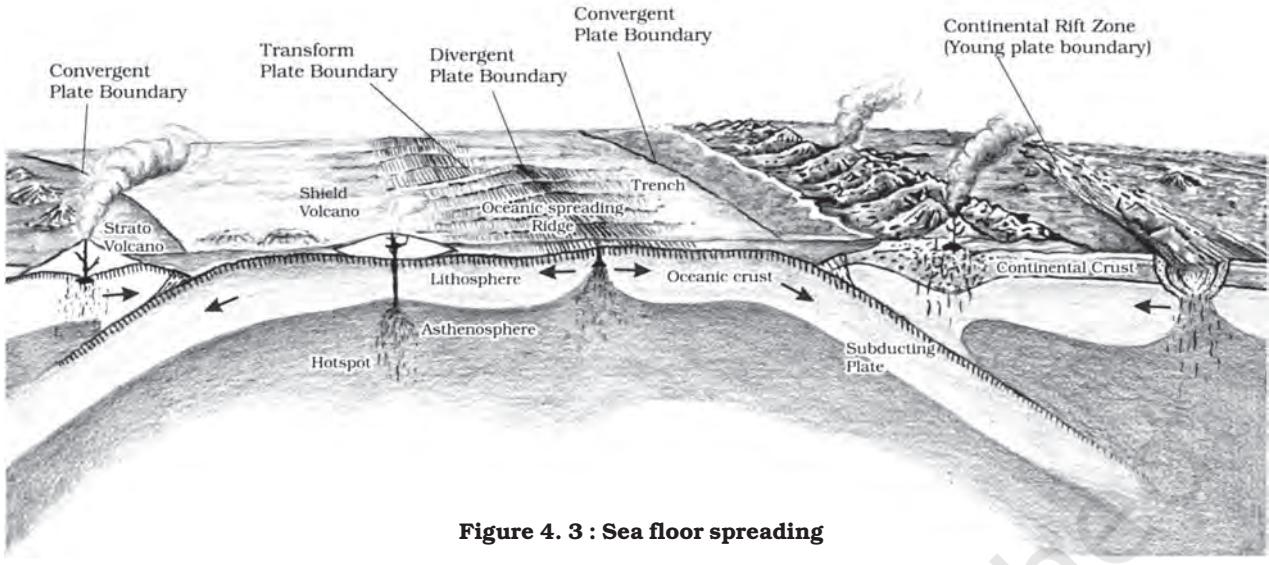 Convergent
Plate Boundary
Transform
Plate Boundary
Divergent
Plate Boundary
Convergent
Plate Boundary
Continental Rift Zone
(Young plate boundary)
Strato
Volcano
Shield
Volcano
Trench
Oceanic spreading
Ridge
Lithosphere
Oceanic crust
Continental Crust
Asthenosphere
Hotspot
Subducting
Plate
Figure 4. 3 : Sea floor spreading